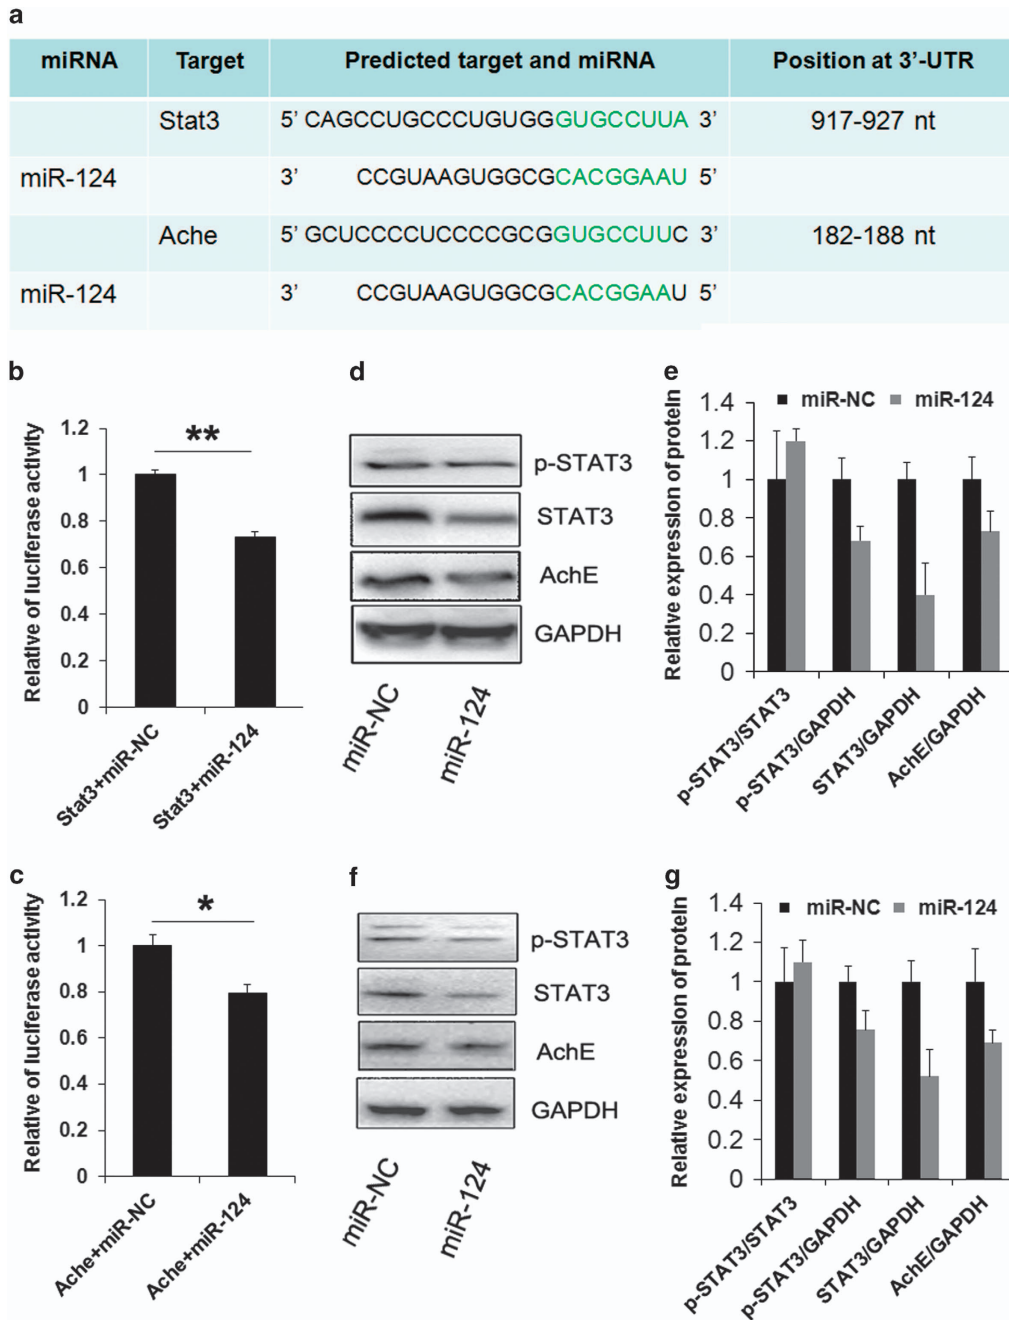 a
miRNA Target Predicted target and miRNA Position at 3'-UTR
Stat3 5' CAGCCUGCCCUGUGGGUGCCUUA 3' 917-927 nt
miR-124 3' CCGUAAGUGGCGCACGGAAU 5'
Ache 5' GCUCCCCUCCCCGCGGUGCCUUC 3' 182-188 nt
miR-124 3' CCGUAAGUGGCGCACGGAAU 5'
b
Relative of luciferase activity
1.2
1
0.8
0.6
0.4
0.2
0
**
Stat3+miR-NC
Stat3+miR-124
d
p-STAT3
STAT3
AchE
GAPDH
miR-NC
miR-124
e
Relative expression of protein
1.4
1.2
1
0.8
0.6
0.4
0.2
0
miR-NC miR-124
p-STAT3/STAT3
p-STAT3/GAPDH
STAT3/GAPDH
AchE/GAPDH
c
Relative of luciferase activity
1.2
1
0.8
0.6
0.4
0.2
0
*
Ache+miR-NC
Ache+miR-124
f
p-STAT3
STAT3
AchE
GAPDH
miR-NC
miR-124
g
Relative expression of protein
1.4
1.2
1
0.8
0.6
0.4
0.2
0
miR-NC miR-124
p-STAT3/STAT3
p-STAT3/GAPDH
STAT3/GAPDH
AchE/GAPDH